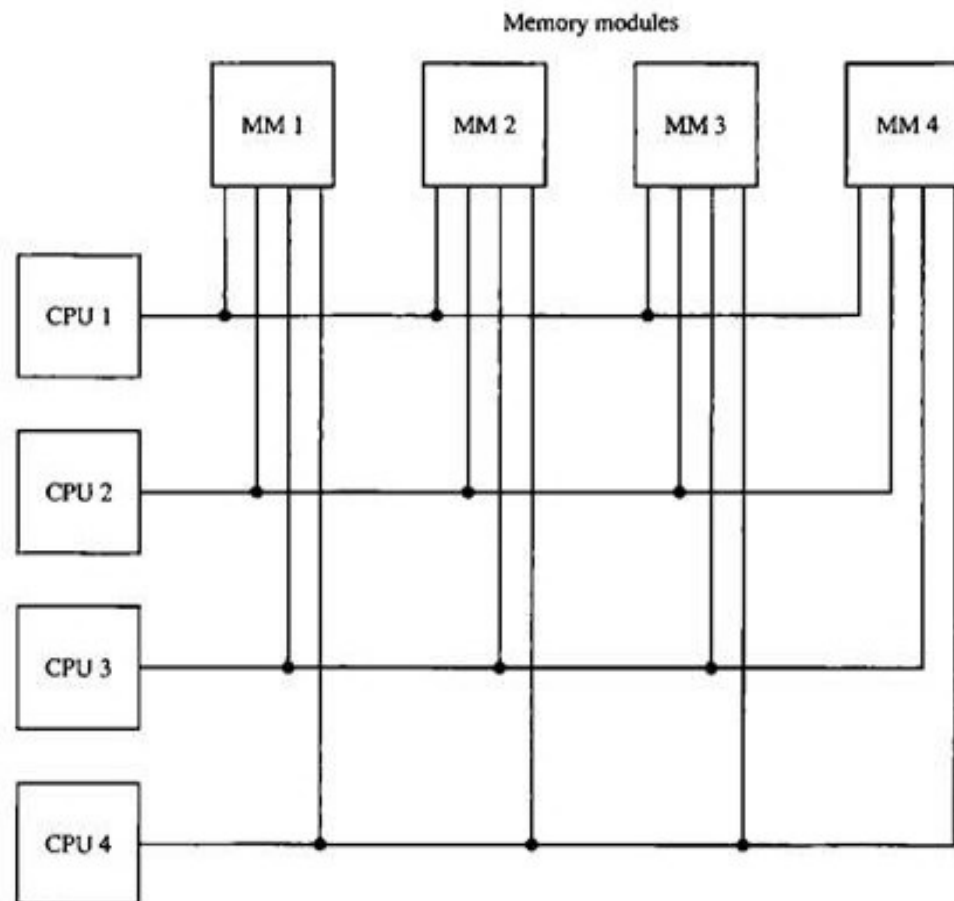 Memory modules
MM 1
MM 2
MM 3
MM 4
CPU 1
CPU 2
CPU 3
CPU 4